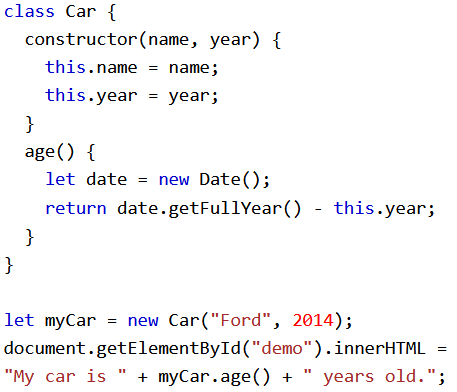 class Car {
  constructor(name, year) {
    this.name = name;
    this.year = year;
  }
  age() {
    let date = new Date();
    return date.getFullYear() - this.year;
  }
}

let myCar = new Car("Ford", 2014);
document.getElementById("demo").innerHTML =
"My car is " + myCar.age() + " years old.";